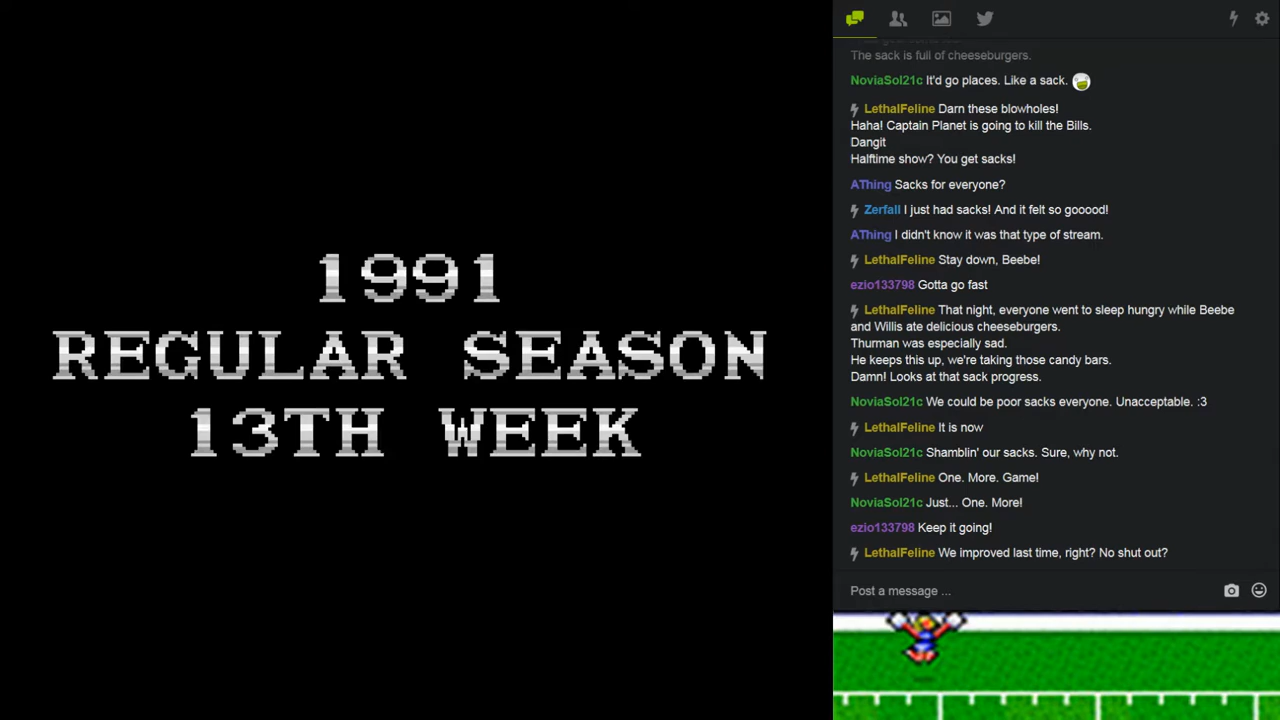 1991
REGULAR SEASON
13TH WEEK
The sack is full of cheeseburgers.
NoviaSol21c It'd go places. Like a sack.
LethalFeline Darn these blowholes!
Haha! Captain Planet is going to kill the Bills.
Dangit
Halftime show? You get sacks!
AThing Sacks for everyone?
Zerfall I just had sacks! And it felt so gooood!
AThing I didn't know it was that type of stream.
LethalFeline Stay down, Beebe!
ezio133798 Gotta go fast
LethalFeline That night, everyone went to sleep hungry while Beebe
and Willis ate delicious cheeseburgers.
Thurman was especially sad.
He keeps this up, we're taking those candy bars.
Damn! Looks at that sack progress.
NoviaSol21c We could be poor sacks everyone. Unacceptable. :3
LethalFeline It is now
NoviaSol21c Shamblin' our sacks. Sure, why not.
LethalFeline One. More. Game!
NoviaSol21c Just... One. More!
ezio133798 Keep it going!
LethalFeline We improved last time, right? No shut out?
Post a message ...